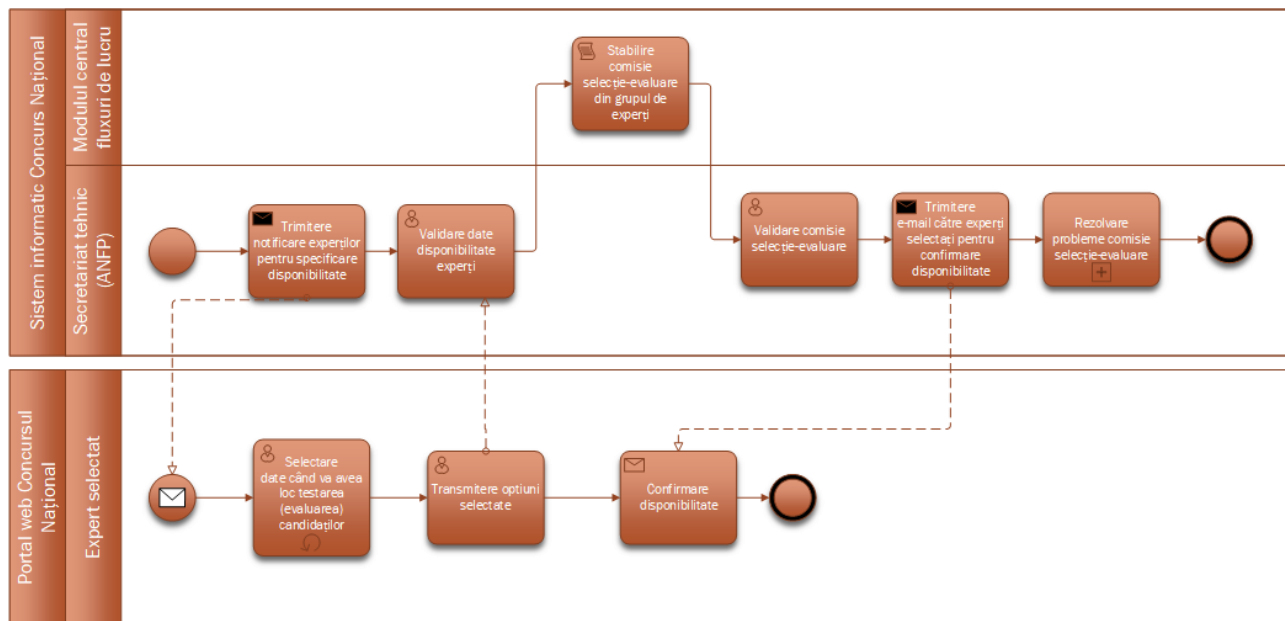 Sistem informatic Concurs Național
Modulul central
fluxuri de lucru
Stabilire
comisie
selecție-evaluare
din grupul de
experți
Secretariat tehnic
(ANFP)
Trimitere
notificare experților
pentru specificare
disponibilitate
Validare date
disponibilitate
experți
Validare comisie
selecție-evaluare
Trimitere
e-mail către experți
selectați pentru
confirmare
disponibilitate
Rezolvare
probleme comisie
selecție-evaluare
Portal web Concursul
Național
Expert selectat
Selectare
date când va avea
loc testarea
(evaluarea)
candidaților
Transmitere optiuni
selectate
Confirmare
disponibilitate